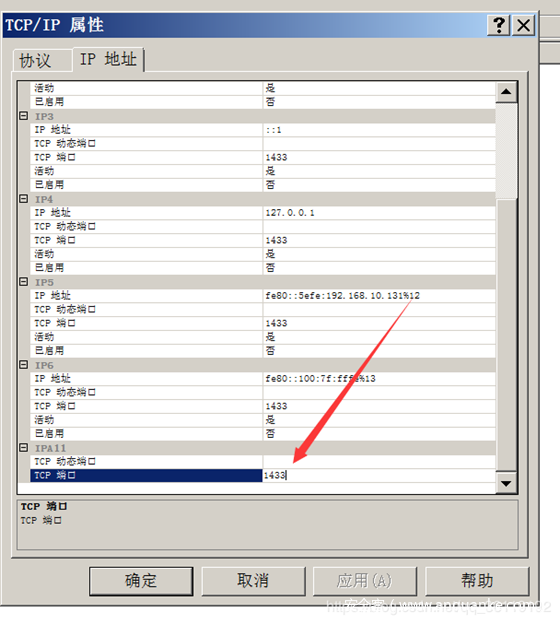 TCP/IP 属性
协议
IP 地址
活动 是
已启用 否
IP3
IP 地址 ::1
TCP 动态端口
TCP 端口 1433
活动 是
已启用 否
IP4
IP 地址 127.0.0.1
TCP 动态端口
TCP 端口 1433
活动 是
已启用 否
IP5
IP 地址 fe80::5efe:192.168.10.131%12
TCP 动态端口
TCP 端口 1433
活动 是
已启用 否
IP6
IP 地址 fe80::100:7f:fffe%13
TCP 动态端口
TCP 端口 1433
活动 是
已启用 否
IPAll
TCP 动态端口
TCP 端口 1433
TCP 端口
TCP 端口
确定
取消
应用(A)
帮助